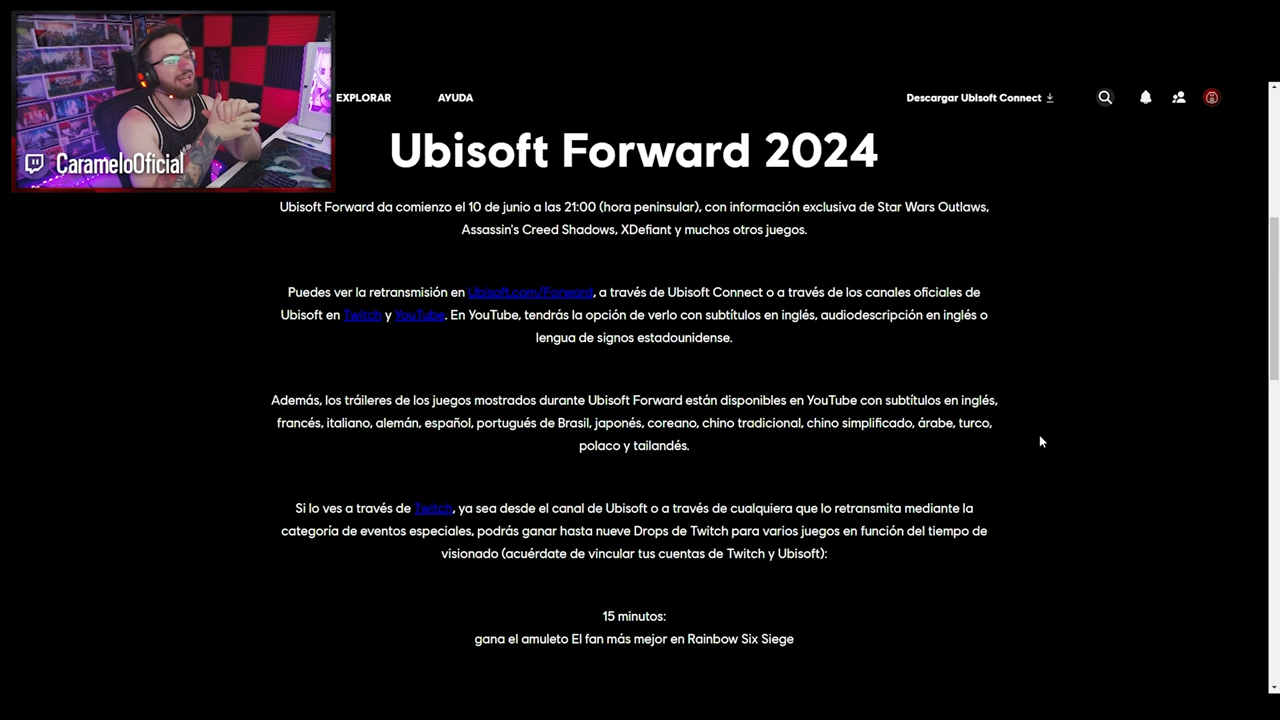 CarameloOficial
EXPLORAR
AYUDA
Descargar Ubisoft Connect
Ubisoft Forward 2024
Ubisoft Forward da comienzo el 10 de junio a las 21:00 (hora peninsular), con información exclusiva de Star Wars Outlaws,
Assassin's Creed Shadows, XDefiant y muchos otros juegos.
Puedes ver la retransmisión en Ubisoft.com/Forward, a través de Ubisoft Connect o a través de los canales oficiales de
Ubisoft en Twitch y YouTube. En YouTube, tendrás la opción de verlo con subtítulos en inglés, audiodescripción en inglés o
lengua de signos estadounidense.
Además, los tráileres de los juegos mostrados durante Ubisoft Forward están disponibles en YouTube con subtítulos en inglés,
francés, italiano, alemán, español, portugués de Brasil, japonés, coreano, chino tradicional, chino simplificado, árabe, turco,
polaco y tailandés.
Si lo ves a través de Twitch, ya sea desde el canal de Ubisoft o a través de cualquiera que lo retransmita mediante la
categoría de eventos especiales, podrás ganar hasta nueve Drops de Twitch para varios juegos en función del tiempo de
visionado (acuérdate de vincular tus cuentas de Twitch y Ubisoft):
15 minutos:
gana el amuleto El fan más mejor en Rainbow Six Siege